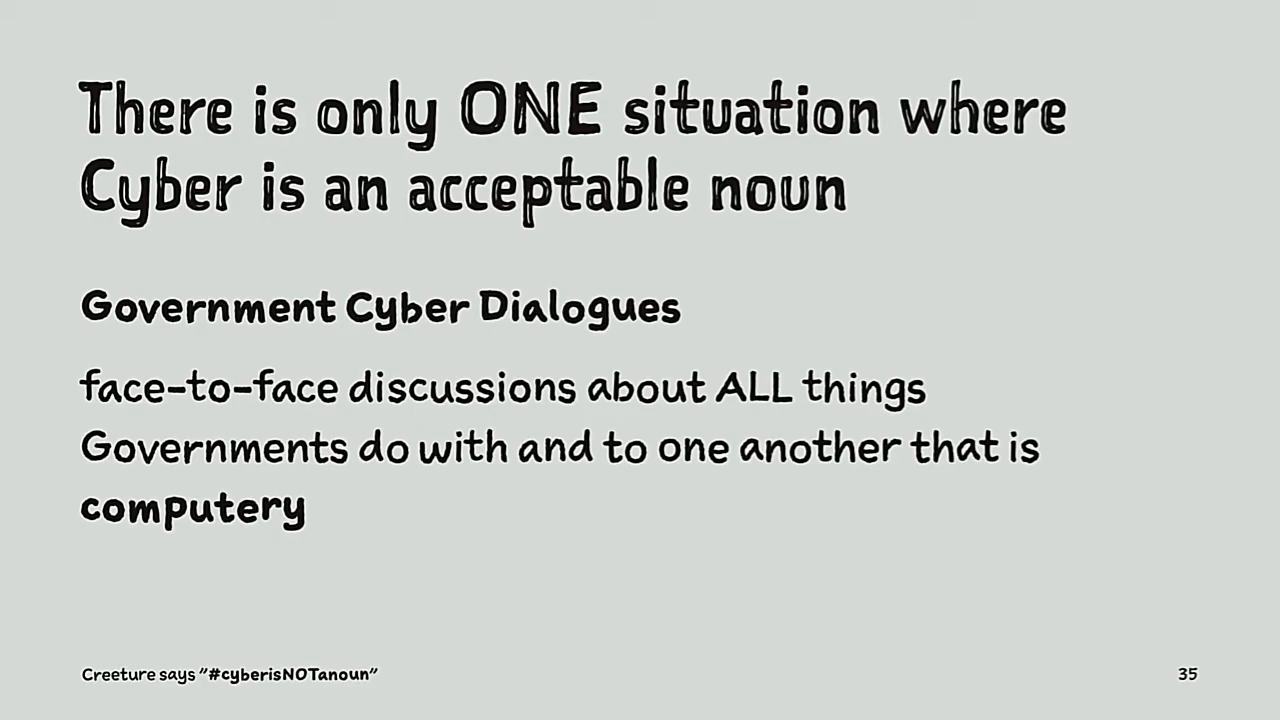 There is only ONE situation where
Cyber is an acceptable noun
Government Cyber Dialogues
face-to-face discussions about ALL things
Governments do with and to one another that is
computery
Creeture says "#cyberisNOTanoun"
35